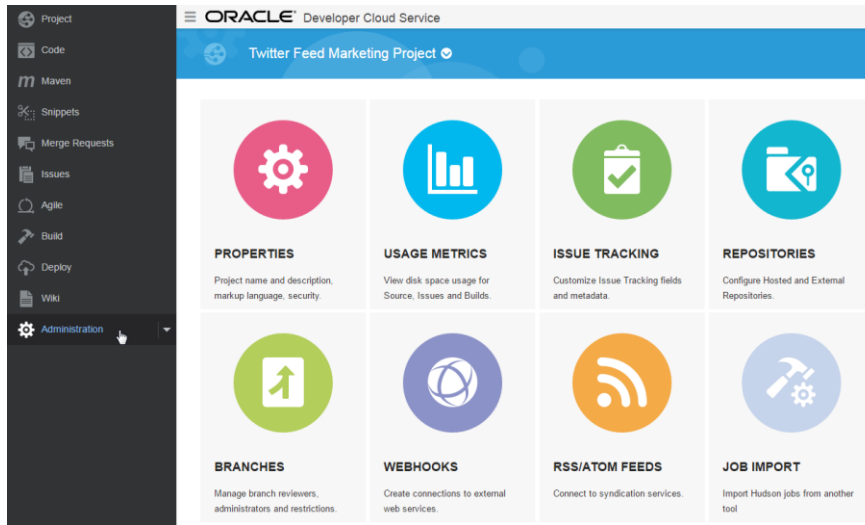 Project
Code
Maven
Snippets
Merge Requests
Issues
Agile
Build
Deploy
Wiki
Administration
ORACLE Developer Cloud Service
Twitter Feed Marketing Project
PROPERTIES
Project name and description,
markup language, security.
USAGE METRICS
View disk space usage for
Source, Issues and Builds.
ISSUE TRACKING
Customize Issue Tracking fields
and metadata.
REPOSITORIES
Configure Hosted and External
Repositories.
BRANCHES
Manage branch reviewers,
administrators and restrictions.
WEBHOOKS
Create connections to external
web services.
RSS/ATOM FEEDS
Connect to syndication services.
JOB IMPORT
Import Hudson jobs from another
tool